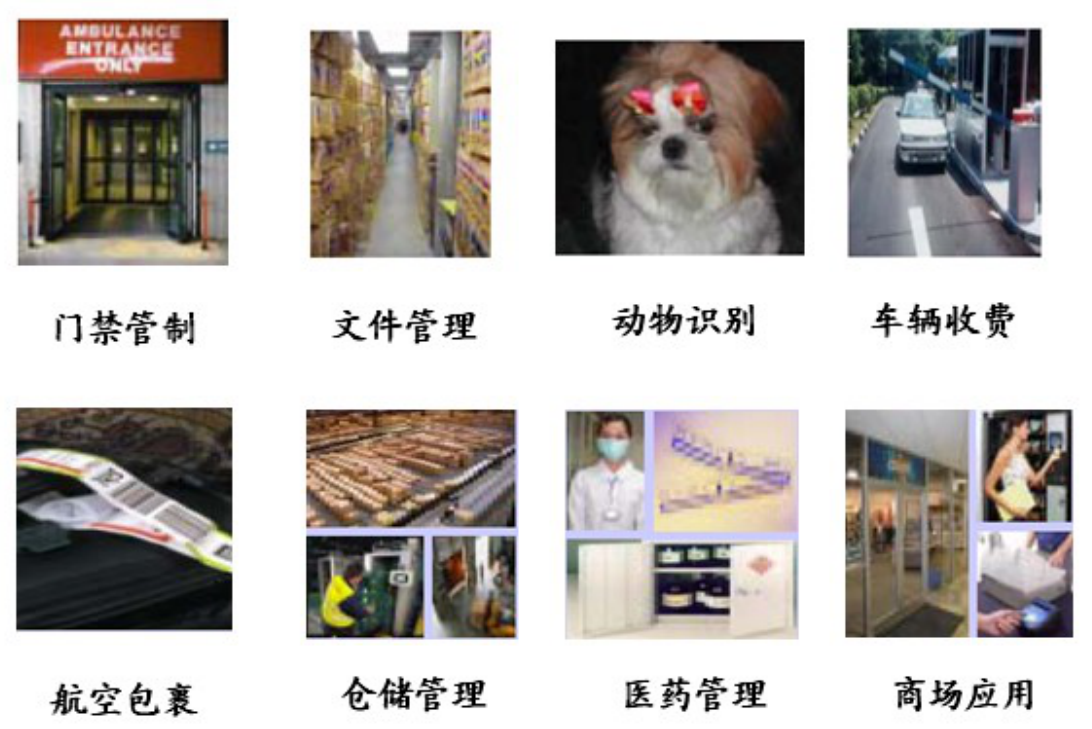 AMBULANCE
ENTRANCE
ONLY
门禁管制
文件管理
动物识别
车辆收费
航空包裹
仓储管理
医药管理
商场应用